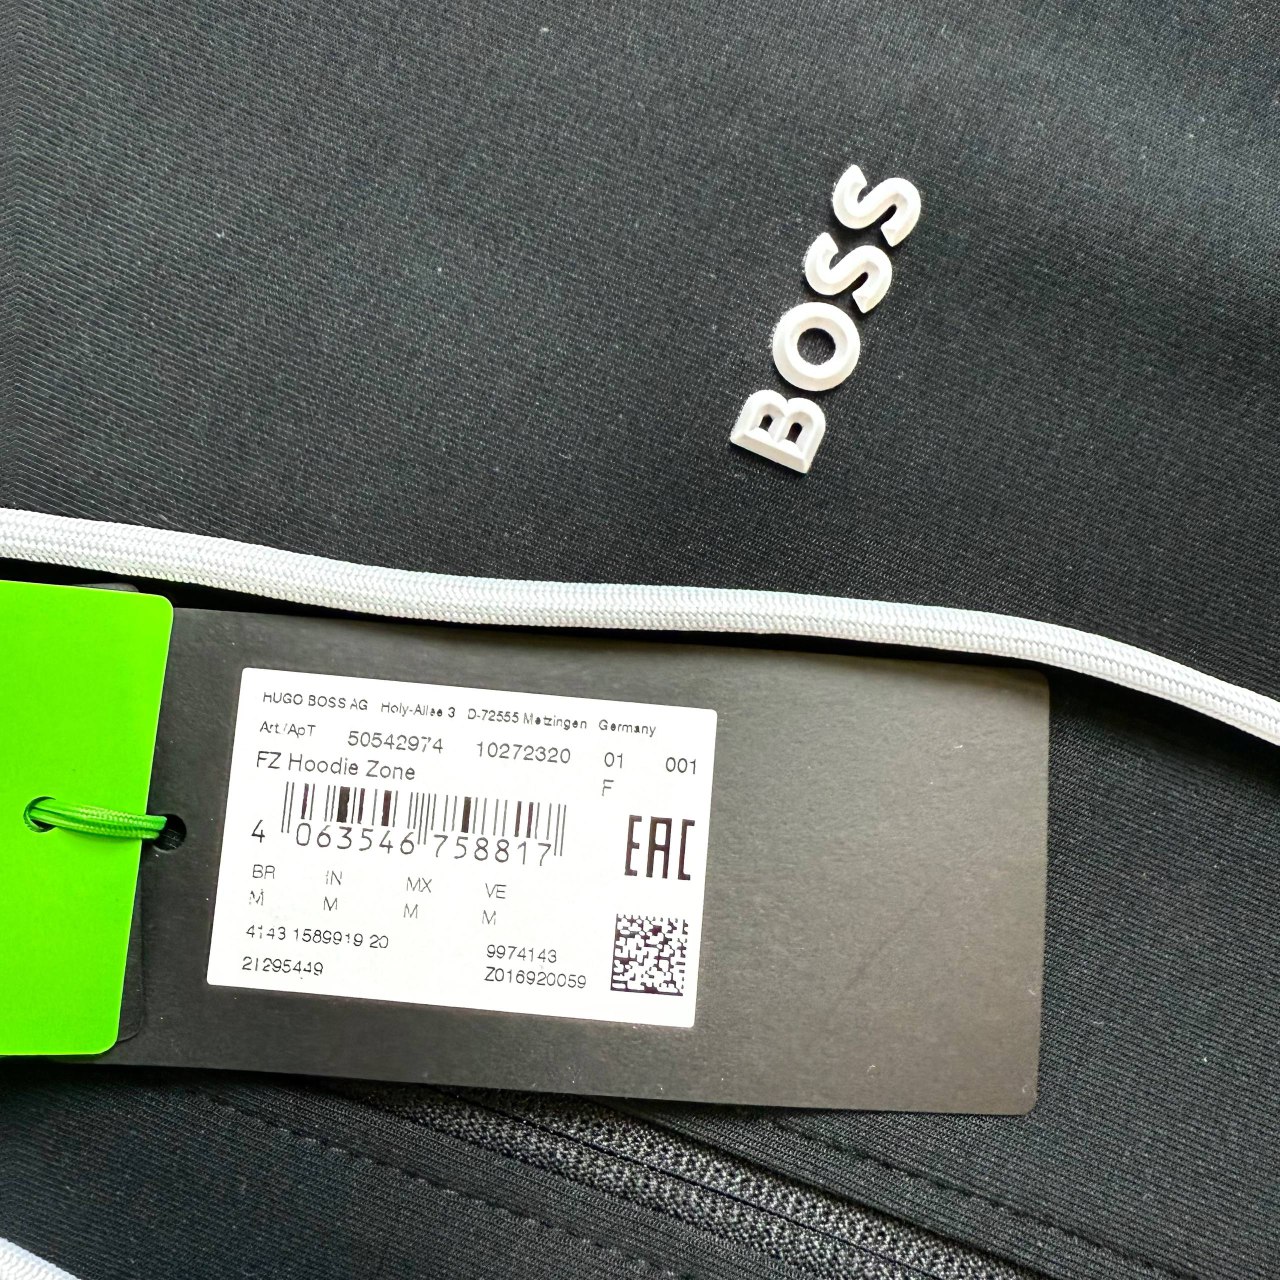 BOSS
HUGO BOSS AG Holy-Allee 3 D-72555 Metzingen Germany
Art./АрТ 50542974 10272320 01 001
FZ Hoodie Zone F
4 063546 758817
EAC
BR IN MX VE
M M M M
4143 1589919 20 9974143
21295449 Z016920059